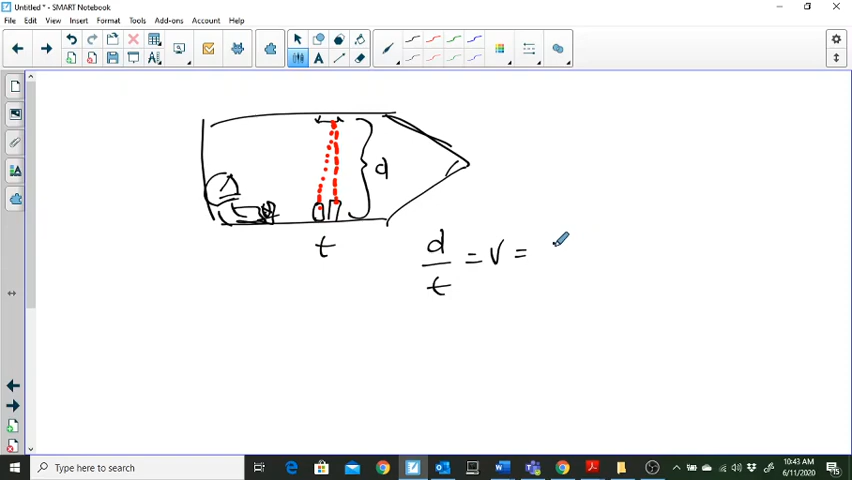 Untitled * - SMART Notebook
File Edit View Insert Format Tools Add-ons Account Help
d
t
d
— = v =
t
Type here to search
10:43 AM
6/11/2020